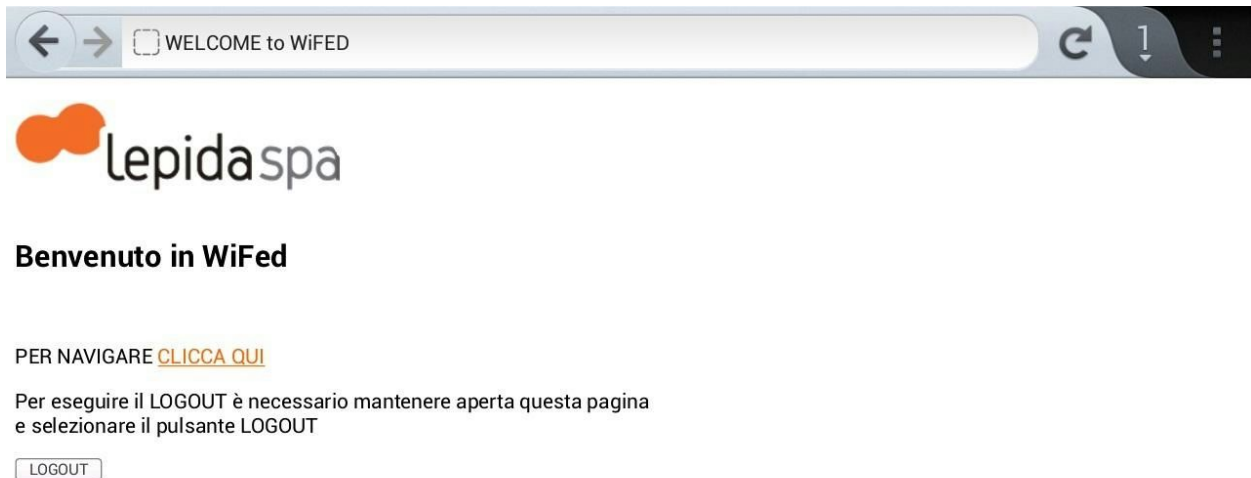 WELCOME to WiFED
1
lepidaspa
Benvenuto in WiFed
PER NAVIGARE CLICCA QUI
Per eseguire il LOGOUT è necessario mantenere aperta questa pagina
e selezionare il pulsante LOGOUT
LOGOUT